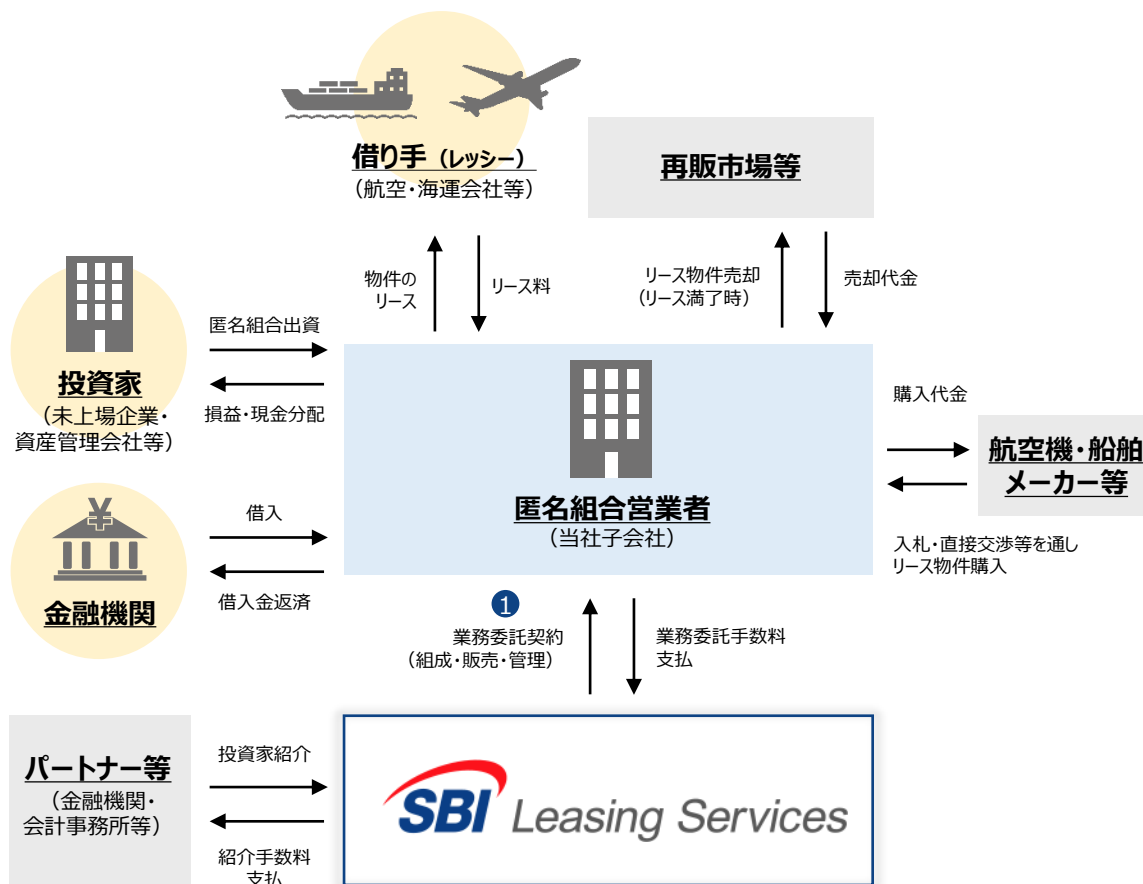 借り手（レッシー）
（航空・海運会社等）
再販市場等
物件の
リース
リース料
リース物件売却
（リース満了時）
売却代金
投資家
（未上場企業・
資産管理会社等）
匿名組合出資
損益・現金分配
匿名組合営業者
（当社子会社）
購入代金
航空機・船舶
メーカー等
入札・直接交渉等を通し
リース物件購入
¥
金融機関
借入
借入金返済
1
業務委託契約
（組成・販売・管理）
業務委託手数料
支払
パートナー等
（金融機関・
会計事務所等）
投資家紹介
紹介手数料
支払
SBI Leasing Services